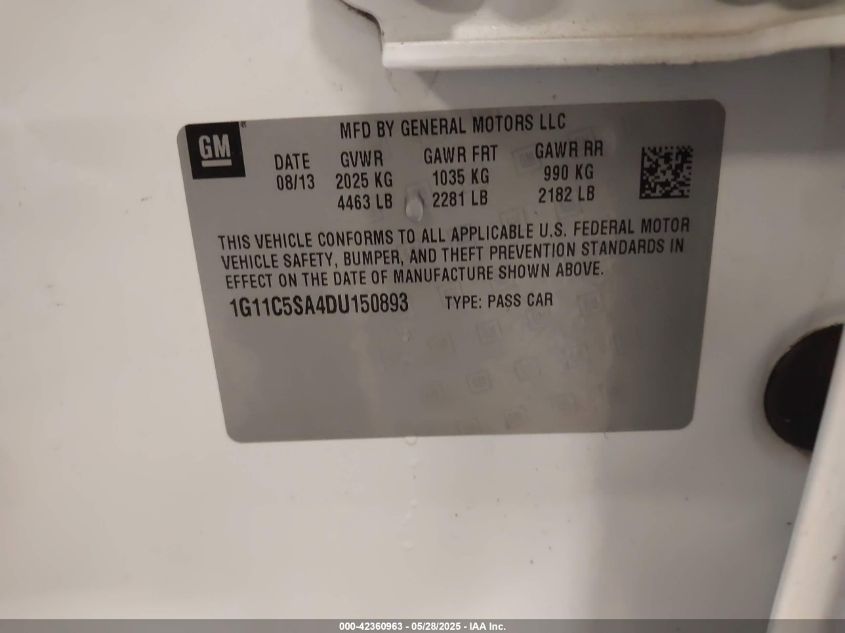 GM
MFD BY GENERAL MOTORS LLC
DATE GVWR GAWR FRT GAWR RR
08/13 2025 KG 1035 KG 990 KG
4463 LB 2281 LB 2182 LB
THIS VEHICLE CONFORMS TO ALL APPLICABLE U.S. FEDERAL MOTOR
VEHICLE SAFETY, BUMPER, AND THEFT PREVENTION STANDARDS IN
EFFECT ON THE DATE OF MANUFACTURE SHOWN ABOVE.
1G11C5SA4DU150893 TYPE: PASS CAR
000-42360963 - 05/28/2025 - IAA Inc.